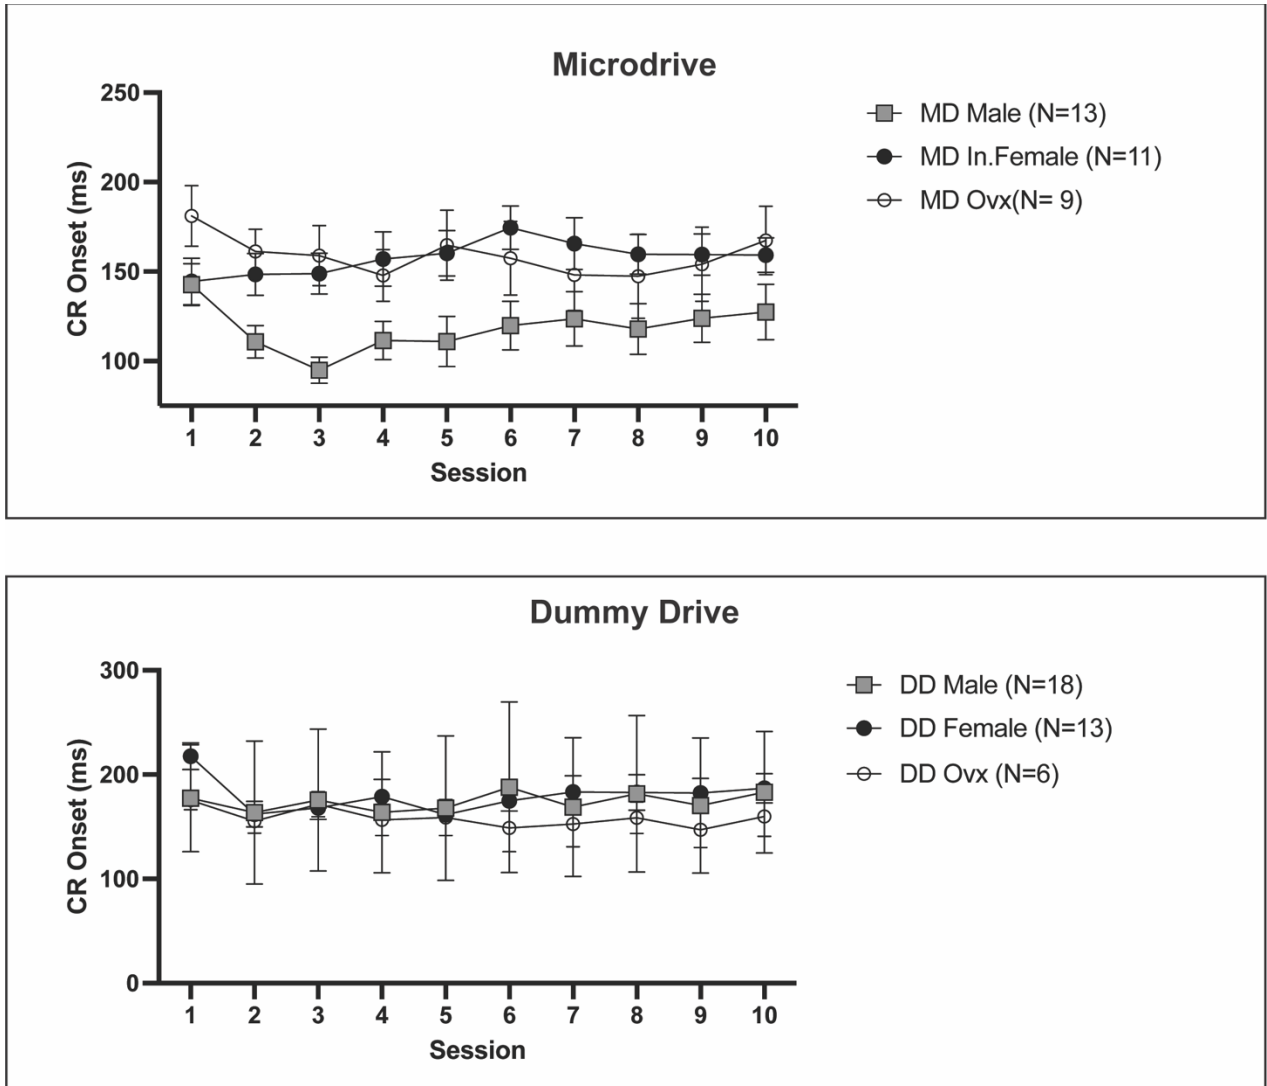 Microdrive
250
200
150
100
CR Onset (ms)
1 2 3 4 5 6 7 8 9 10
Session
MD Male (N=13)
MD In.Female (N=11)
MD Ovx(N= 9)
Dummy Drive
300
200
100
0
CR Onset (ms)
1 2 3 4 5 6 7 8 9 10
Session
DD Male (N=18)
DD Female (N=13)
DD Ovx (N=6)